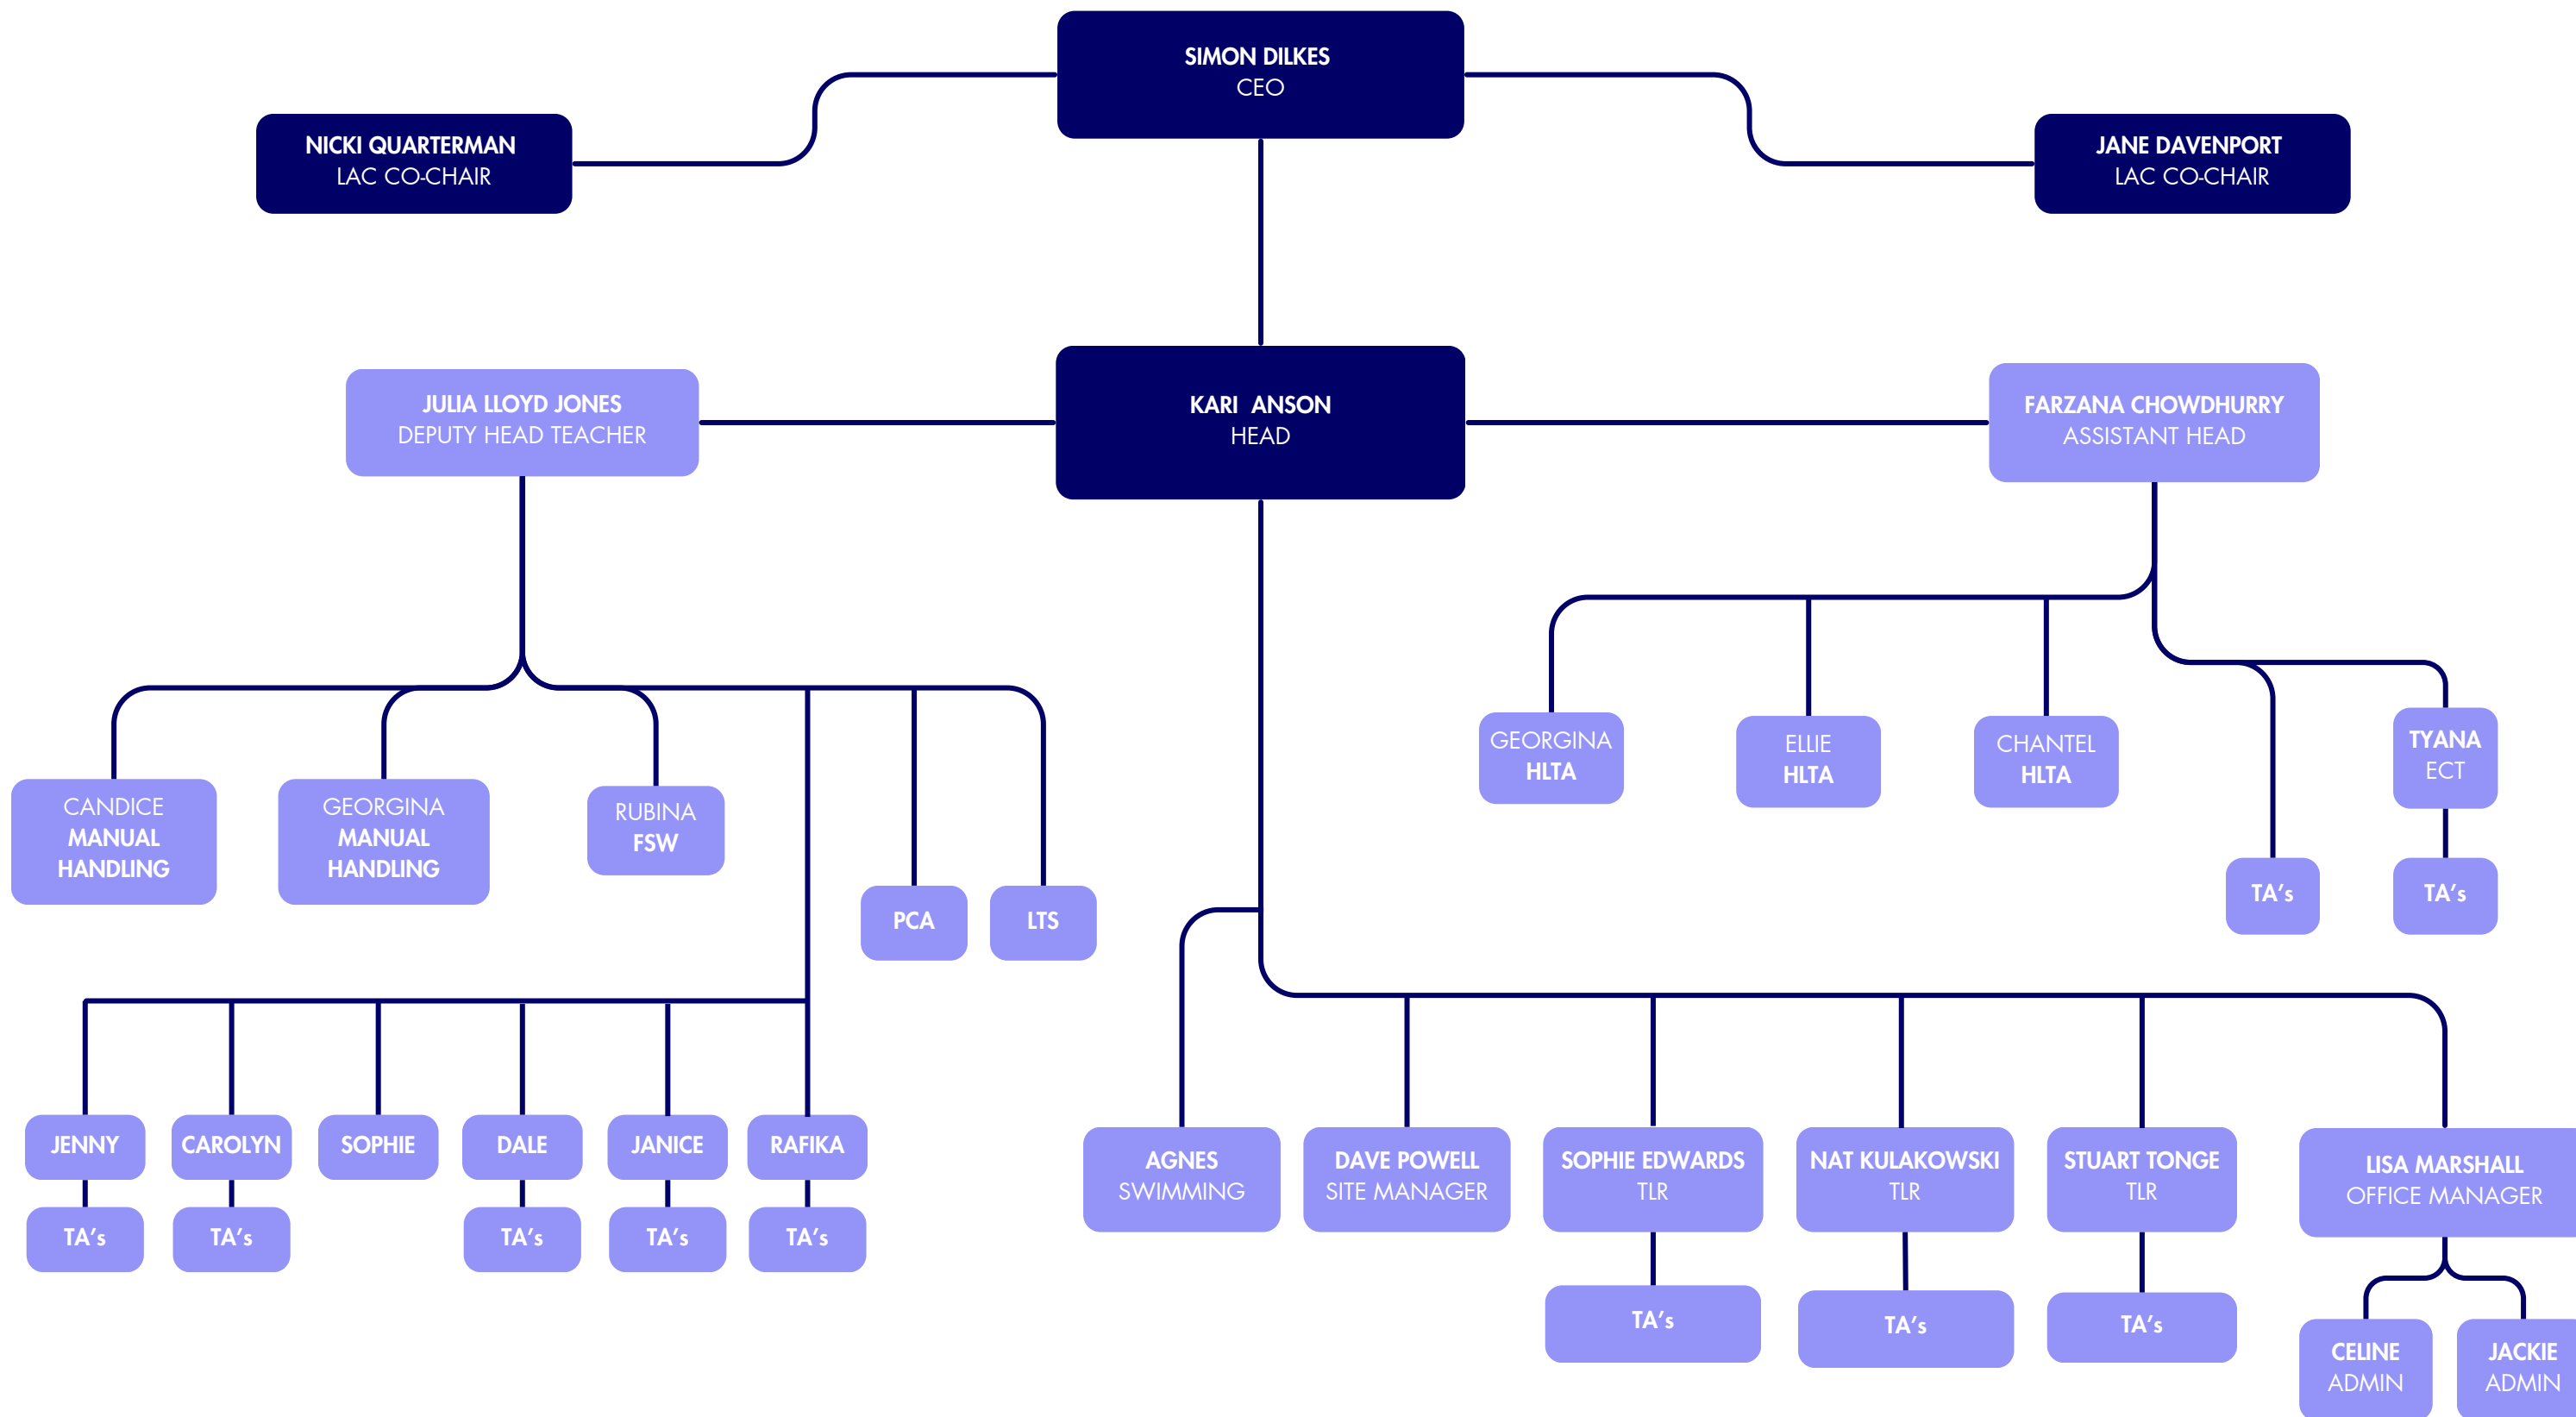 SIMON DILKES
CEO
NICKI QUARTERMAN
LAC CO-CHAIR
JANE DAVENPORT
LAC CO-CHAIR
JULIA LLOYD JONES
DEPUTY HEAD TEACHER
KARI ANSON
HEAD
FARZANA CHOWDHURRY
ASSISTANT HEAD
GEORGINA
HLTA
ELLIE
HLTA
CHANTEL
HLTA
TYANA
ECT
CANDICE
MANUAL
HANDLING
GEORGINA
MANUAL
HANDLING
RUBINA
FSW
PCA
LTS
TA's
TA's
JENNY
CAROLYN
SOPHIE
DALE
JANICE
RAFIKA
TA's
TA's
TA's
TA's
TA's
AGNES
SWIMMING
DAVE POWELL
SITE MANAGER
SOPHIE EDWARDS
TLR
NAT KULAKOWSKI
TLR
STUART TONGE
TLR
LISA MARSHALL
OFFICE MANAGER
TA's
TA's
TA's
CELINE
ADMIN
JACKIE
ADMIN